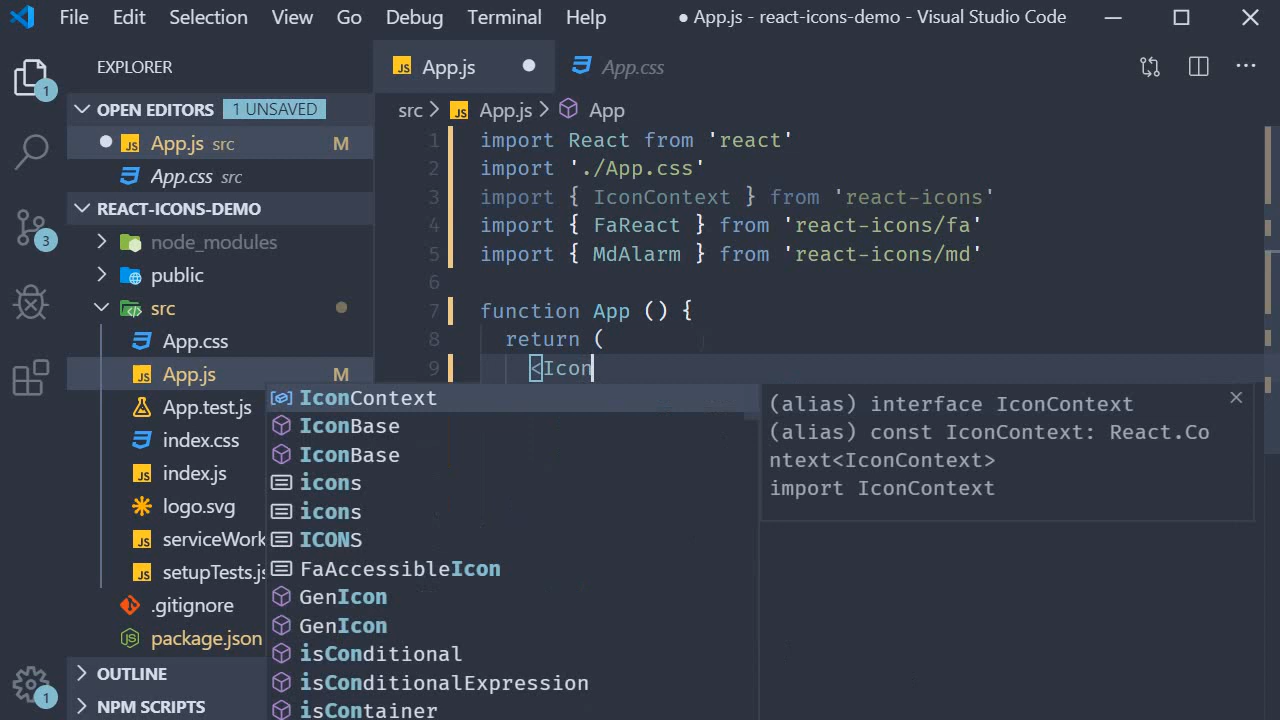 File Edit Selection View Go Debug Terminal Help
● App.js - react-icons-demo - Visual Studio Code
EXPLORER
OPEN EDITORS 1 UNSAVED
App.js src M
App.css src
REACT-ICONS-DEMO
node_modules
public
src
App.css
App.js M
App.test.js
index.css
index.js
logo.svg
serviceWork
setupTests.js
.gitignore
package.json
OUTLINE
NPM SCRIPTS
1
3
1
App.js
App.css
src > App.js > App
1 import React from 'react'
2 import './App.css'
3 import { IconContext } from 'react-icons'
4 import { FaReact } from 'react-icons/fa'
5 import { MdAlarm } from 'react-icons/md'
6
7 function App () {
8 return (
9 <Icon
IconContext
IconBase
IconBase
icons
icons
ICONS
FaAccessibleIcon
GenIcon
GenIcon
isConditional
isConditionalExpression
isContainer
(alias) interface IconContext
(alias) const IconContext: React.Co
ntext<IconContext>
import IconContext